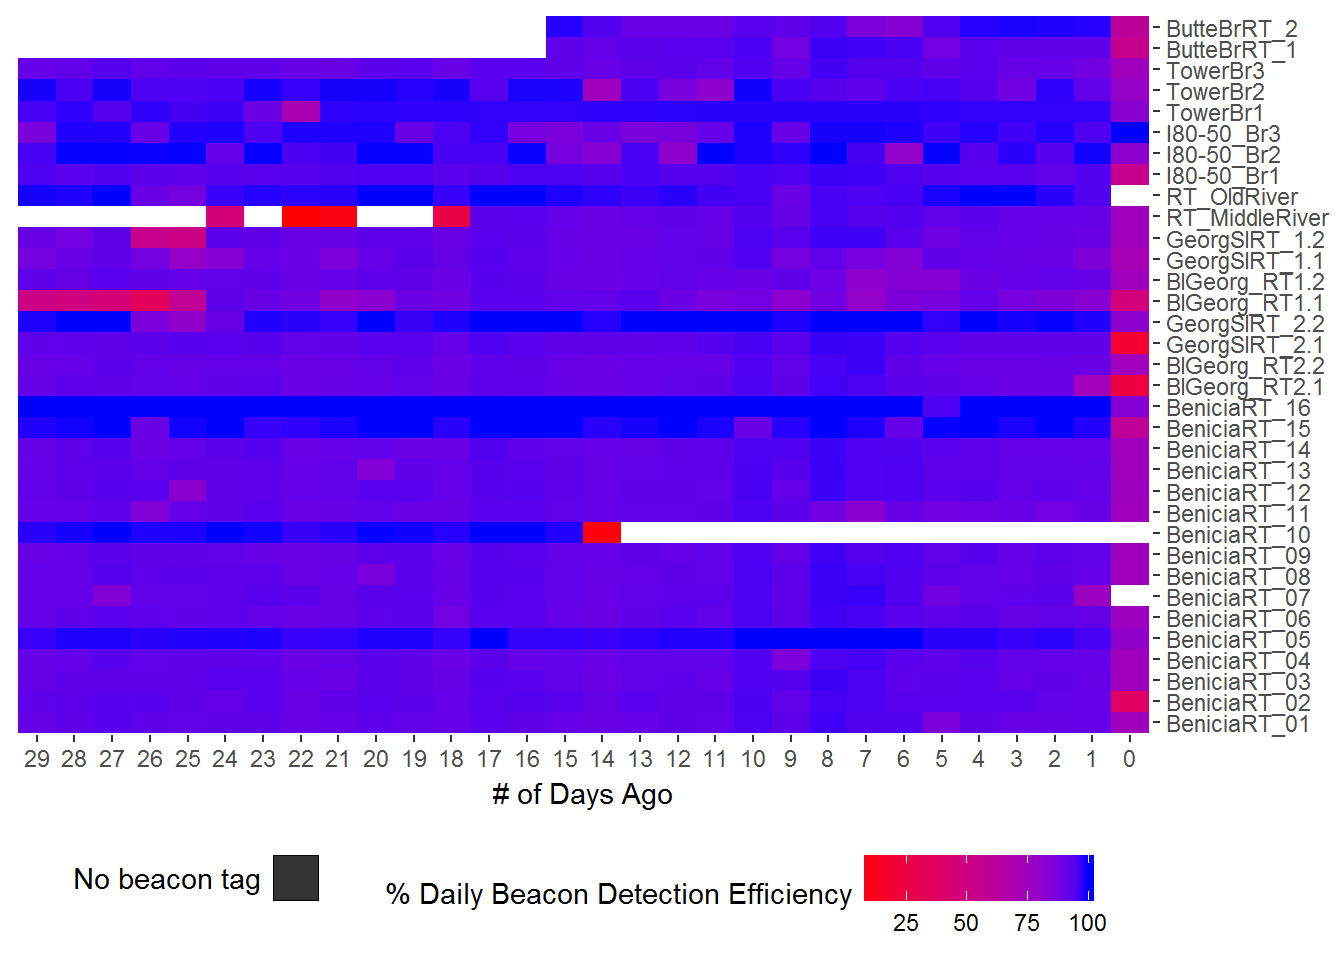 ButteBrRT_2
ButteBrRT_1
TowerBr3
TowerBr2
TowerBr1
I80-50_Br3
I80-50_Br2
I80-50_Br1
RT_OldRiver
RT_MiddleRiver
GeorgSlRT_1.2
GeorgSlRT_1.1
BlGeorg_RT1.2
BlGeorg_RT1.1
GeorgSlRT_2.2
GeorgSlRT_2.1
BlGeorg_RT2.2
BlGeorg_RT2.1
BeniciaRT_16
BeniciaRT_15
BeniciaRT_14
BeniciaRT_13
BeniciaRT_12
BeniciaRT_11
BeniciaRT_10
BeniciaRT_09
BeniciaRT_08
BeniciaRT_07
BeniciaRT_06
BeniciaRT_05
BeniciaRT_04
BeniciaRT_03
BeniciaRT_02
BeniciaRT_01
29 28 27 26 25 24 23 22 21 20 19 18 17 16 15 14 13 12 11 10 9 8 7 6 5 4 3 2 1 0
# of Days Ago
No beacon tag
% Daily Beacon Detection Efficiency
25 50 75 100